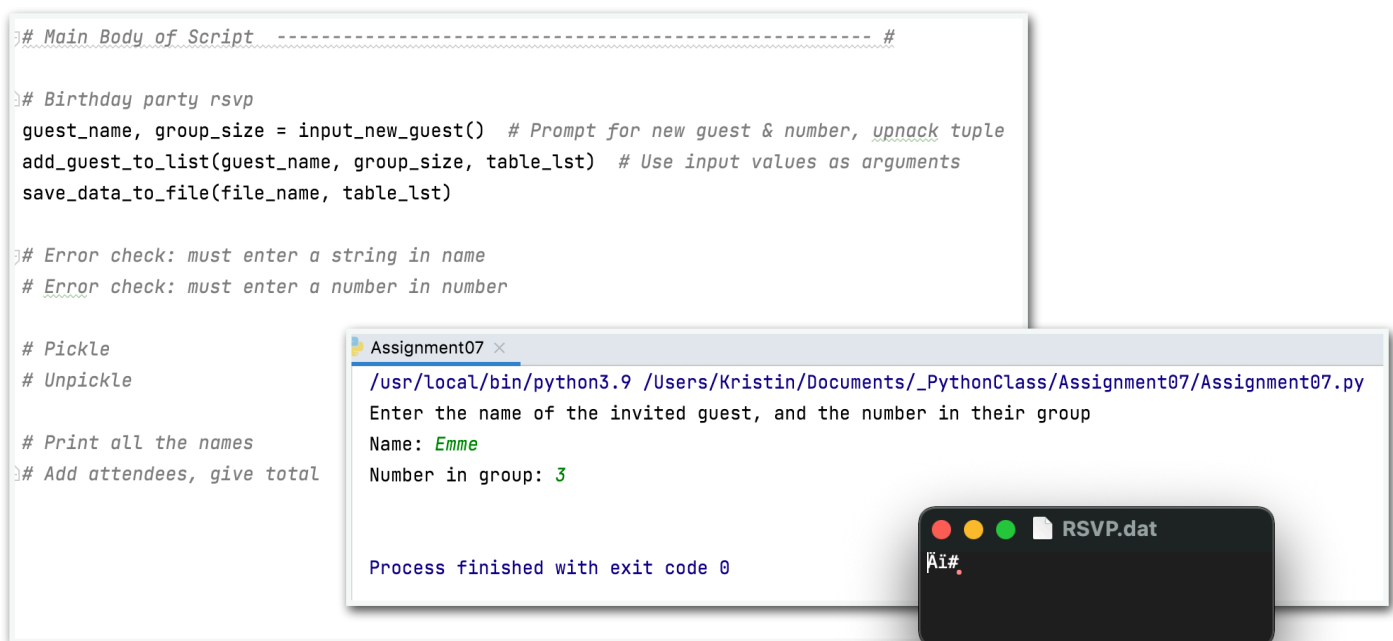 # Main Body of Script ------------------------------------------------------ #
# Birthday party rsvp
guest_name, group_size = input_new_guest()  # Prompt for new guest & number, upnack tuple
add_guest_to_list(guest_name, group_size, table_lst)  # Use input values as arguments
save_data_to_file(file_name, table_lst)
# Error check: must enter a string in name
# Error check: must enter a number in number
# Pickle
# Unpickle
# Print all the names
# Add attendees, give total
Assignment07
/usr/local/bin/python3.9 /Users/Kristin/Documents/_PythonClass/Assignment07/Assignment07.py
Enter the name of the invited guest, and the number in their group
Name: Emme
Number in group: 3
Process finished with exit code 0
RSVP.dat
Äï#